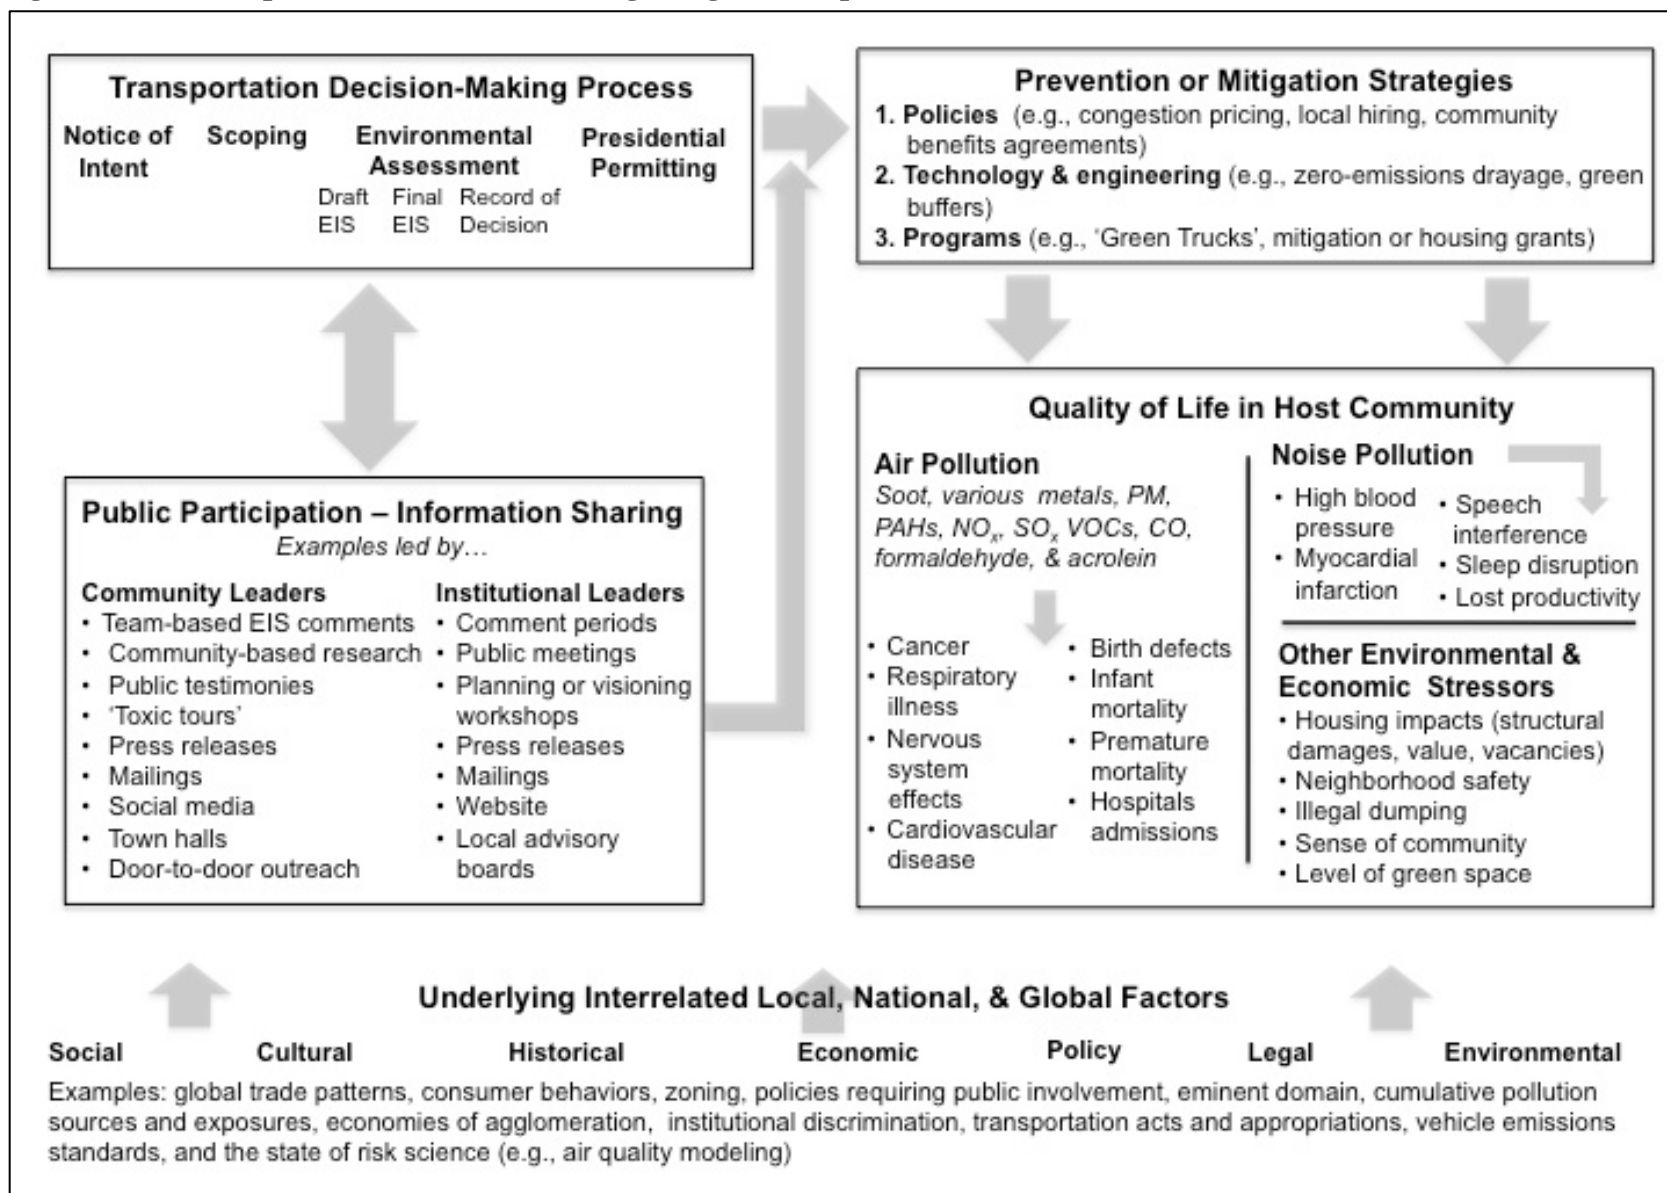 Transportation Decision-Making Process
Notice of Intent
Scoping
Environmental Assessment
Draft EIS
Final EIS
Record of Decision
Presidential Permitting
Prevention or Mitigation Strategies
1. Policies (e.g., congestion pricing, local hiring, community
benefits agreements)
2. Technology & engineering (e.g., zero-emissions drayage, green
buffers)
3. Programs (e.g., ‘Green Trucks’, mitigation or housing grants)
Public Participation – Information Sharing
Examples led by…
Community Leaders
• Team-based EIS comments
• Community-based research
• Public testimonies
• ‘Toxic tours’
• Press releases
• Mailings
• Social media
• Town halls
• Door-to-door outreach
Institutional Leaders
• Comment periods
• Public meetings
• Planning or visioning
workshops
• Press releases
• Mailings
• Website
• Local advisory
boards
Quality of Life in Host Community
Air Pollution
Soot, various metals, PM,
PAHs, NOx, SOx VOCs, CO,
formaldehyde, & acrolein
• Cancer
• Respiratory
illness
• Nervous
system
effects
• Cardiovascular
disease
• Birth defects
• Infant
mortality
• Premature
mortality
• Hospitals
admissions
Noise Pollution
• High blood
pressure
• Myocardial
infarction
• Speech
interference
• Sleep disruption
• Lost productivity
Other Environmental &
Economic Stressors
• Housing impacts (structural
damages, value, vacancies)
• Neighborhood safety
• Illegal dumping
• Sense of community
• Level of green space
Underlying Interrelated Local, National, & Global Factors
Social Cultural Historical Economic Policy Legal Environmental
Examples: global trade patterns, consumer behaviors, zoning, policies requiring public involvement, eminent domain, cumulative pollution
sources and exposures, economies of agglomeration, institutional discrimination, transportation acts and appropriations, vehicle emissions
standards, and the state of risk science (e.g., air quality modeling)